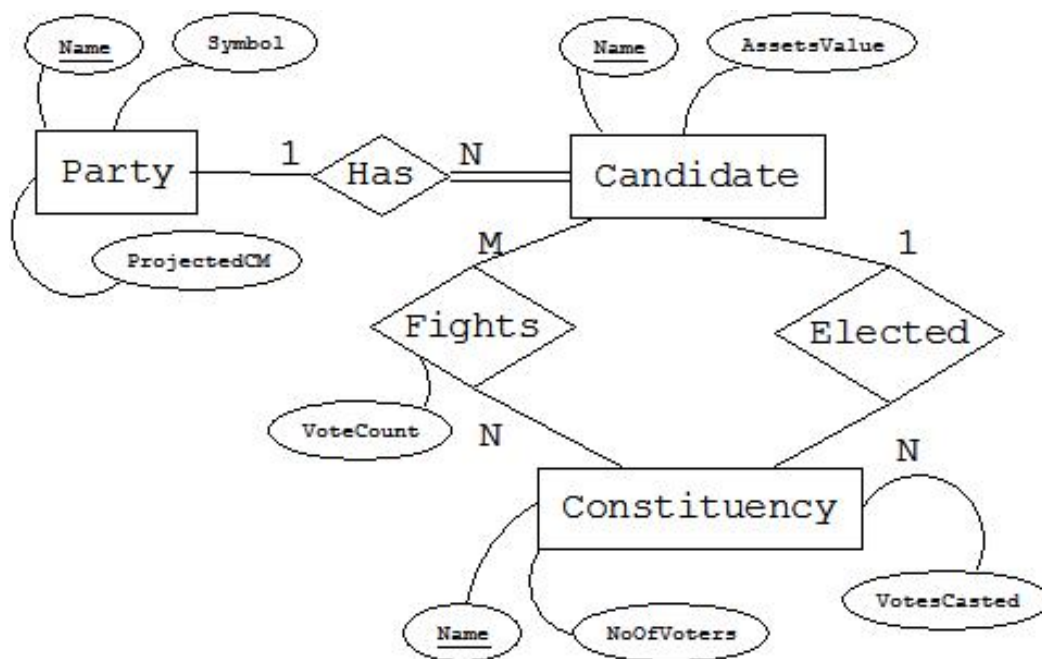 Name
Symbol
Name
AssetsValue
Party
1
Has
N
Candidate
ProjectedCM
M
1
Fights
Elected
VoteCount
N
N
Constituency
VotesCasted
Name
NoOfVoters